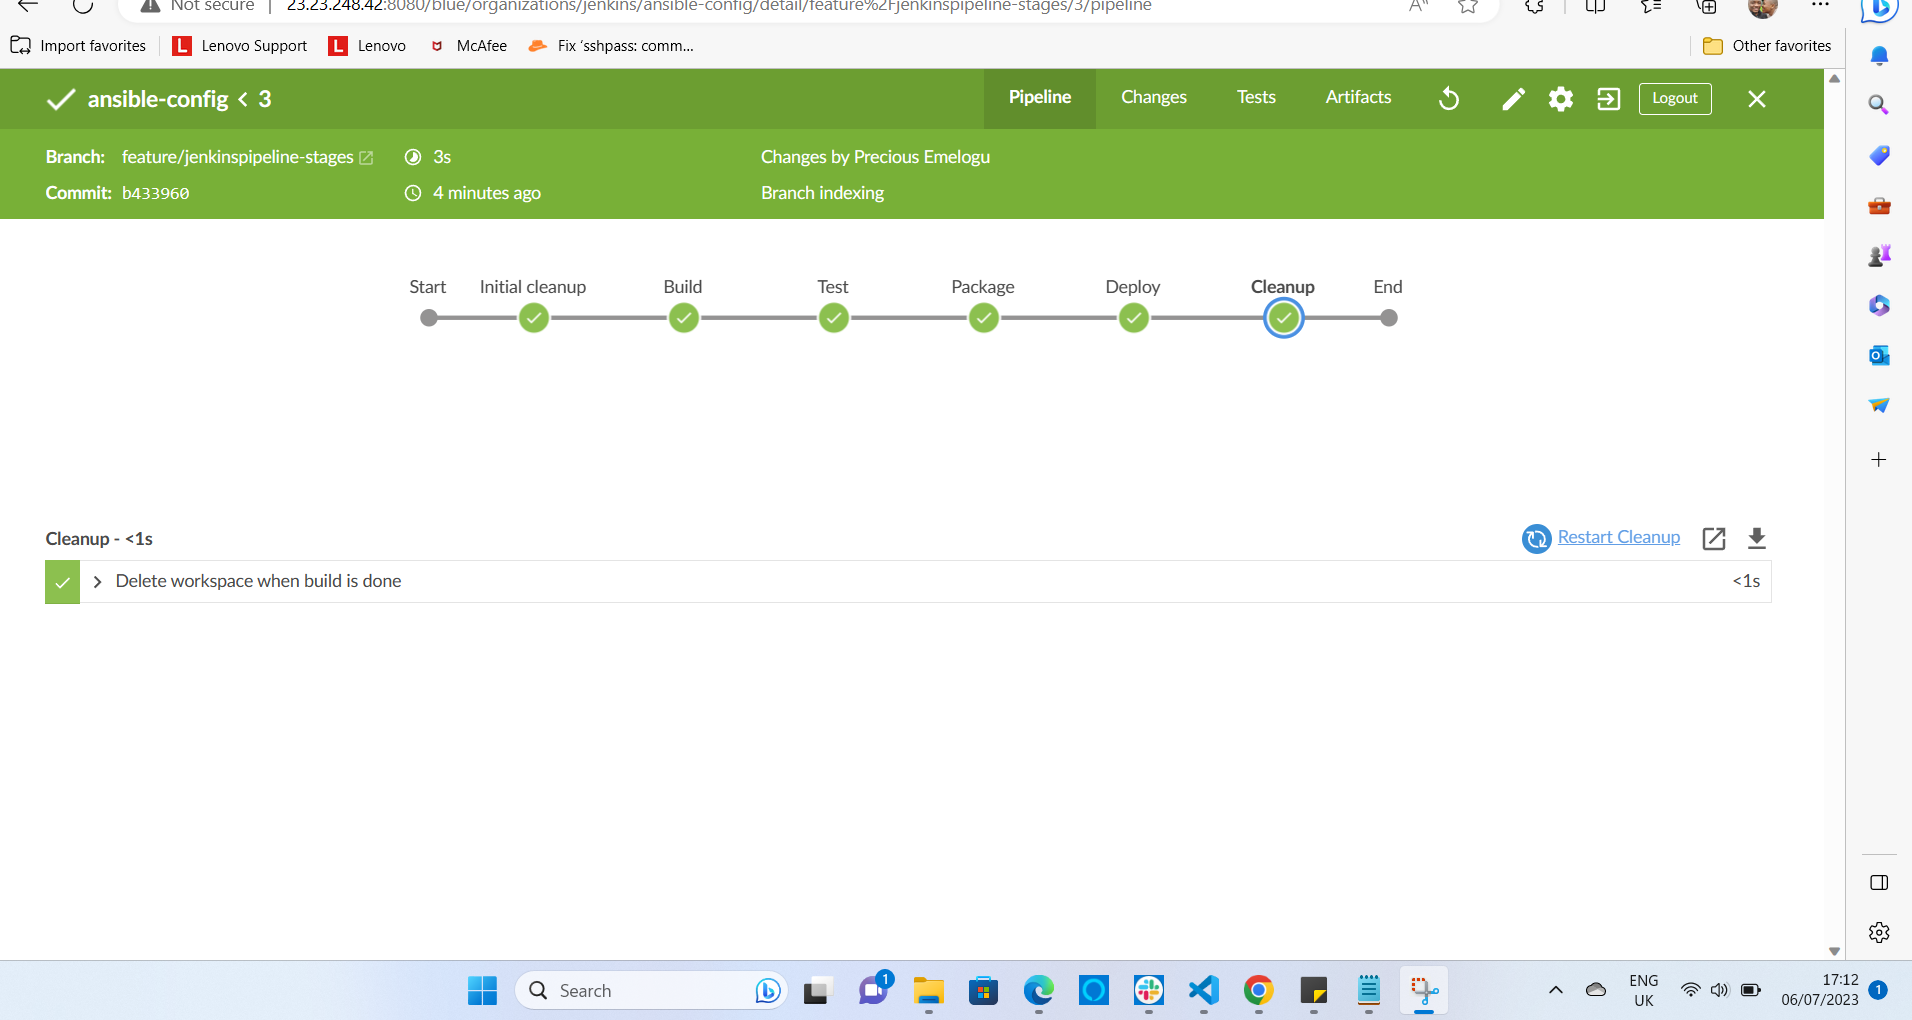 Not secure | 23.23.248.42:8080/blue/organizations/jenkins/ansible-config/detail/feature%2Fjenkinspipeline-stages/3/pipeline
Import favorites L Lenovo Support L Lenovo McAfee Fix ‘sshpass: comm... Other favorites
ansible-config < 3 Pipeline Changes Tests Artifacts Logout
Branch: feature/jenkinspipeline-stages 3s Changes by Precious Emelogu
Commit: b433960 4 minutes ago Branch indexing
Start Initial cleanup Build Test Package Deploy Cleanup End
Cleanup - <1s Restart Cleanup
Delete workspace when build is done <1s
Search 1 ENG 17:12
UK 06/07/2023 1